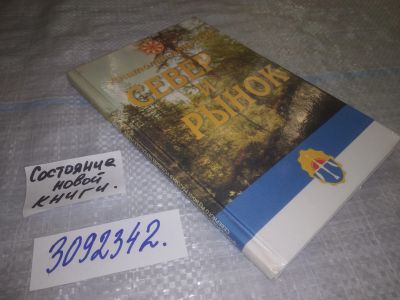 СЕВЕР
И
РЫНОК
Состояние
новой
книги.
3092342.